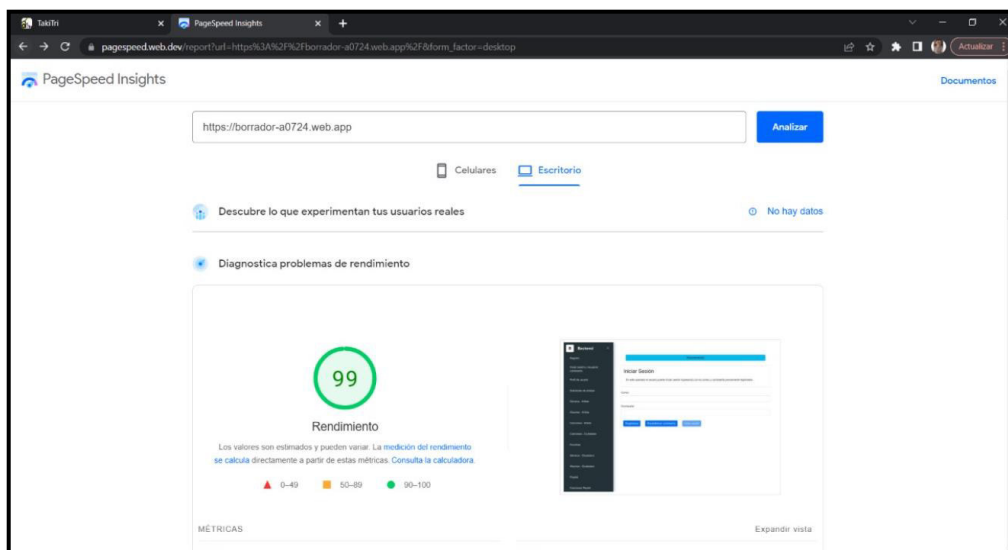 TakiTri
PageSpeed Insights
pagespeed.web.dev/report?url=https%3A%2F%2Fborrador-a0724.web.app%2F&form_factor=desktop
Actualizar
PageSpeed Insights
Documentos
https://borrador-a0724.web.app
Analizar
Celulares
Escritorio
Descubre lo que experimentan tus usuarios reales
No hay datos
Diagnostica problemas de rendimiento
99
Rendimiento
Los valores son estimados y pueden variar. La medición del rendimiento
se calcula directamente a partir de estas métricas. Consulta la calculadora.
0–49
50–89
90–100
Iniciar Sesión
MÉTRICAS
Expandir vista